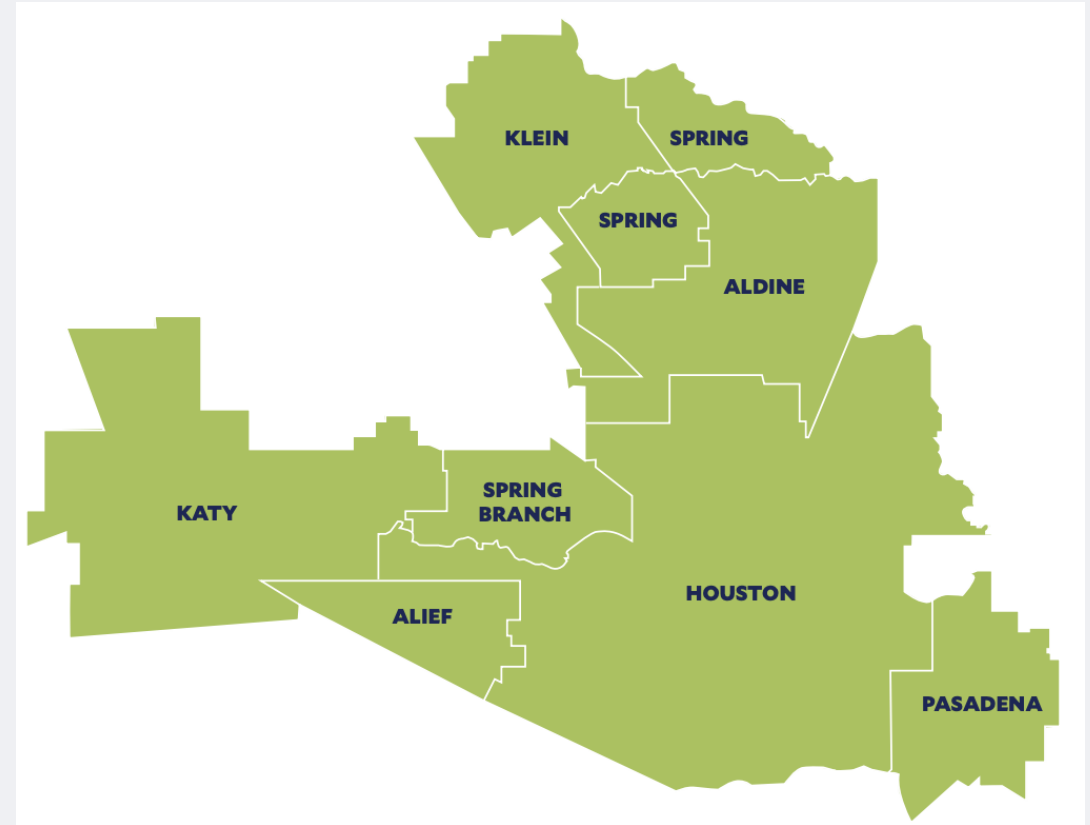 KLEIN
SPRING
SPRING
ALDINE
SPRING
BRANCH
KATY
HOUSTON
ALIEF
PASADENA